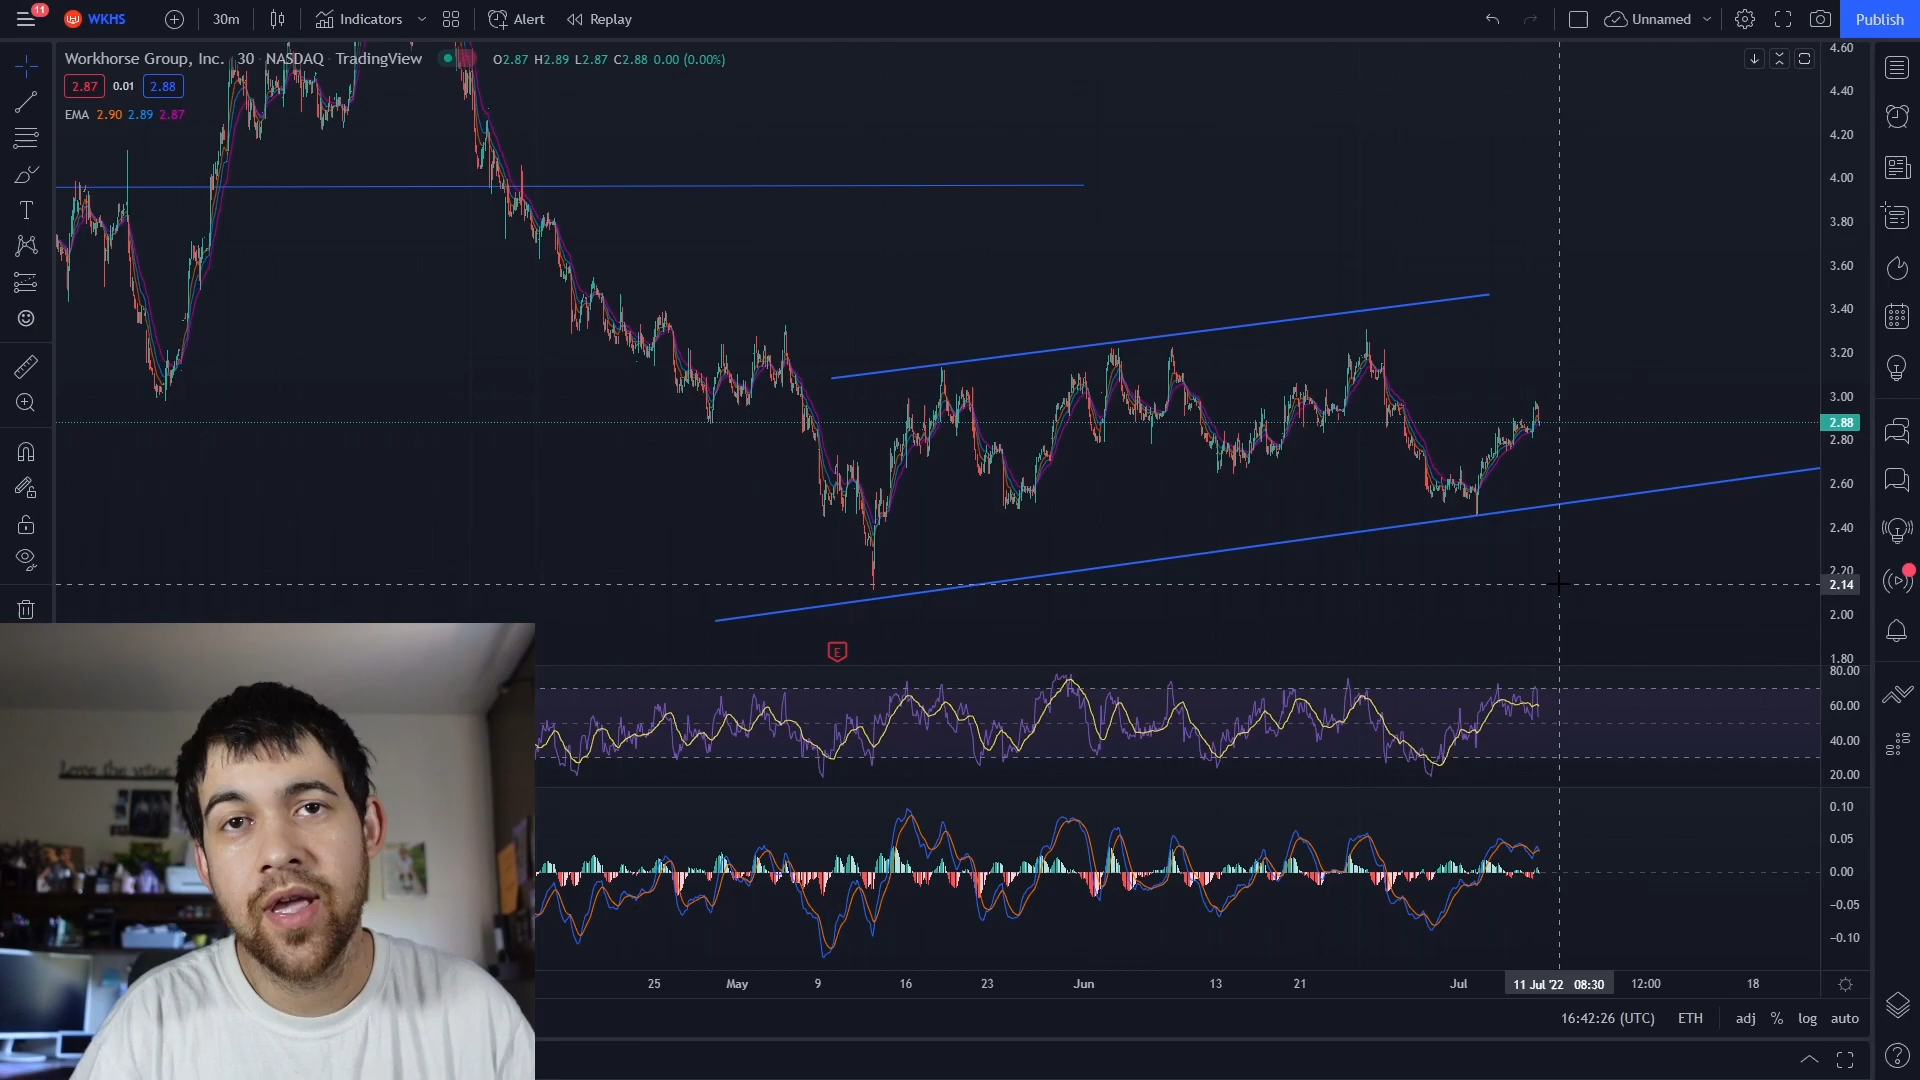 11
WKHS
30m
Indicators
Alert
Replay
Unnamed
Publish
Workhorse Group, Inc. 30 NASDAQ TradingView
O2.87 H2.89 L2.87 C2.88 0.00 (0.00%)
2.87 0.01 2.88
EMA 2.90 2.89 2.87
4.60
4.40
4.20
4.00
3.80
3.60
3.40
3.20
3.00
2.88
2.80
2.60
2.40
2.20
2.14
2.00
1.80
E
80.00
60.00
40.00
20.00
0.10
0.05
0.00
−0.05
−0.10
Love the wine
25 May 9 16 23 Jun 13 21 Jul 11 Jul '22 08:30 12:00 18
16:42:26 (UTC) ETH adj % log auto